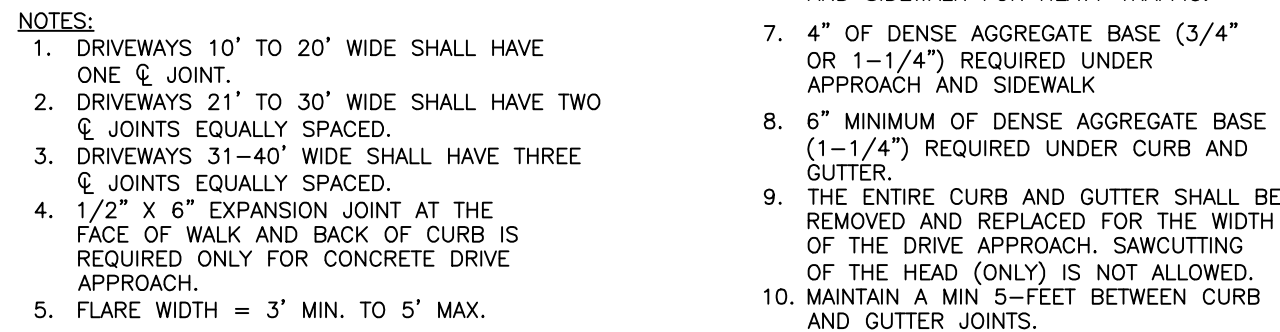 NOTES:
1. DRIVEWAYS 10' TO 20' WIDE SHALL HAVE
ONE ℄ JOINT.
2. DRIVEWAYS 21' TO 30' WIDE SHALL HAVE TWO
℄ JOINTS EQUALLY SPACED.
3. DRIVEWAYS 31-40' WIDE SHALL HAVE THREE
℄ JOINTS EQUALLY SPACED.
4. 1/2" X 6" EXPANSION JOINT AT THE
FACE OF WALK AND BACK OF CURB IS
REQUIRED ONLY FOR CONCRETE DRIVE
APPROACH.
5. FLARE WIDTH = 3' MIN. TO 5' MAX.
7. 4" OF DENSE AGGREGATE BASE (3/4"
OR 1-1/4") REQUIRED UNDER
APPROACH AND SIDEWALK
8. 6" MINIMUM OF DENSE AGGREGATE BASE
(1-1/4") REQUIRED UNDER CURB AND
GUTTER.
9. THE ENTIRE CURB AND GUTTER SHALL BE
REMOVED AND REPLACED FOR THE WIDTH
OF THE DRIVE APPROACH. SAWCUTTING
OF THE HEAD (ONLY) IS NOT ALLOWED.
10. MAINTAIN A MIN 5-FEET BETWEEN CURB
AND GUTTER JOINTS.